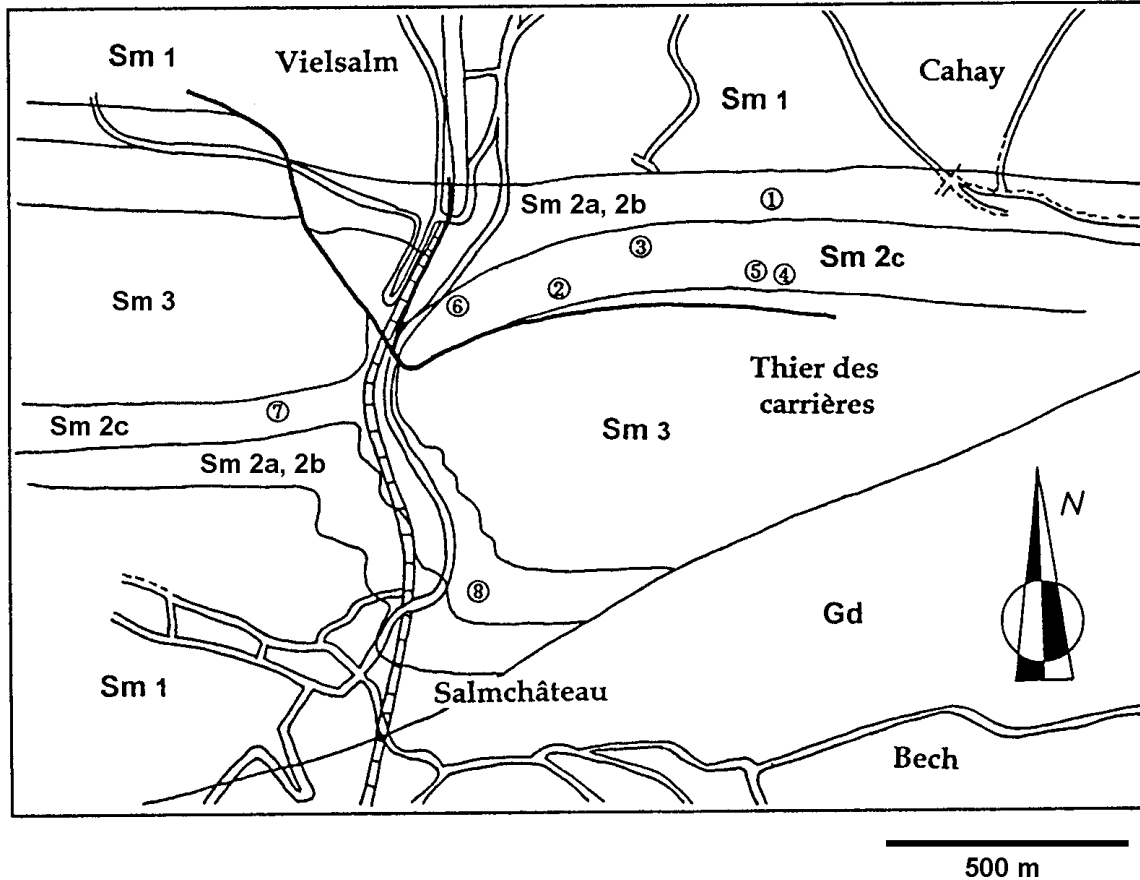 Sm 1
Vielsalm
Cahay
Sm 1
Sm 2a, 2b
①
③
Sm 2c
⑤ ④
②
⑥
Sm 3
Thier des
carrières
⑦
Sm 2c
Sm 3
Sm 2a, 2b
N
⑧
Gd
Sm 1
Salmchâteau
Bech
500 m